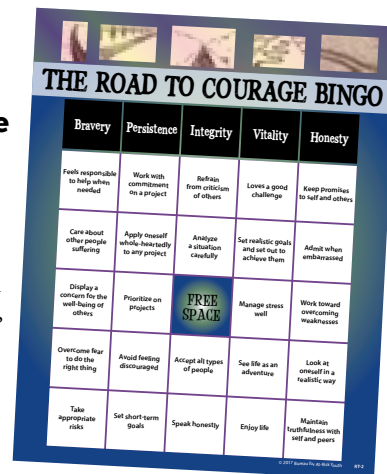 e
,
THE ROAD TO COURAGE BINGO
Bravery Persistence Integrity Vitality Honesty
Feels responsible
to help when
needed
Work with
commitment
on a project
Refrain
from criticism
of others
Loves a good
challenge
Keep promises
to self and others
Care about
other people
suffering
Apply oneself
whole-heartedly
to any project
Analyze
a situation
carefully
Set realistic goals
and set out to
achieve them
Admit when
embarrassed
Display a
concern for the
well-being of
others
Prioritize on
projects
FREE
SPACE
Manage stress
well
Work toward
overcoming
weaknesses
Overcome fear
to do the
right thing
Avoid feeling
discouraged
Accept all types
of people
See life as an
adventure
Look at
oneself in a
realistic way
Take
appropriate
risks
Set short-term
goals
Speak honestly
Enjoy life
Maintain
truthfulness with
self and peers
© 2017 Bureau for At-Risk Youth